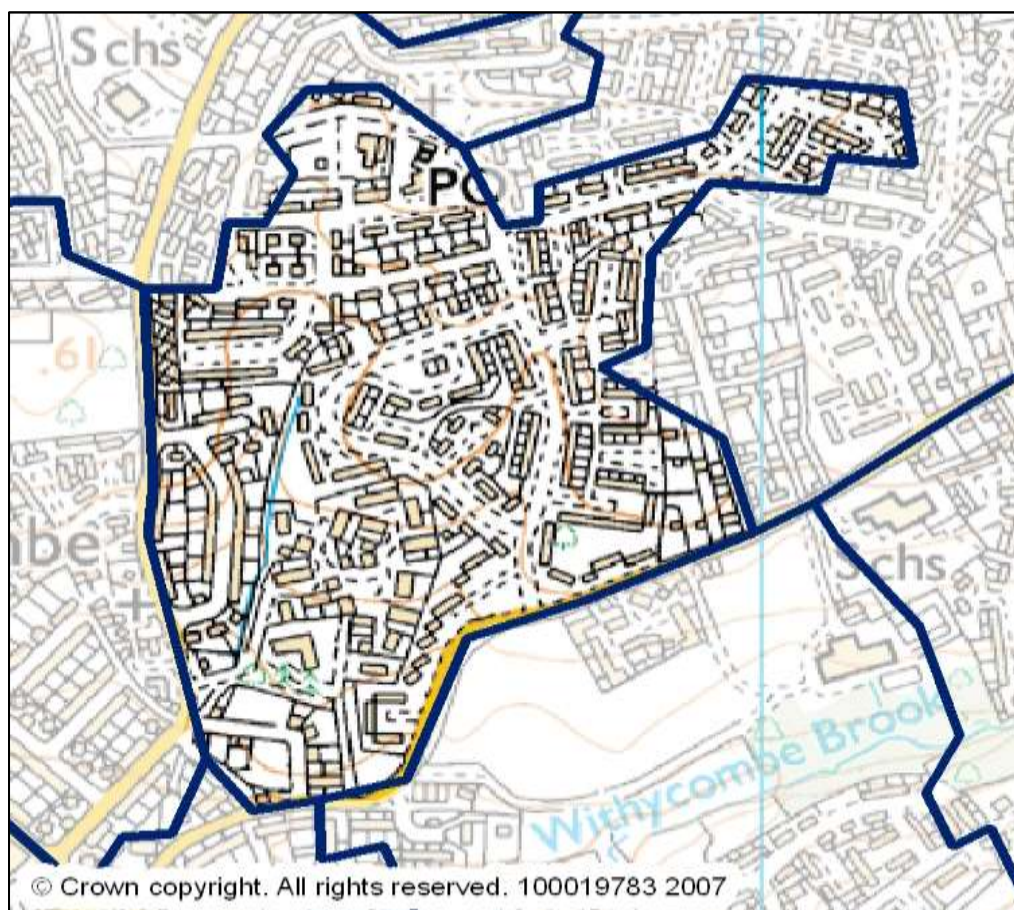 Schs
PO
.61
mbe
Schs
Withycombe Brook
© Crown copyright. All rights reserved. 100019783 2007